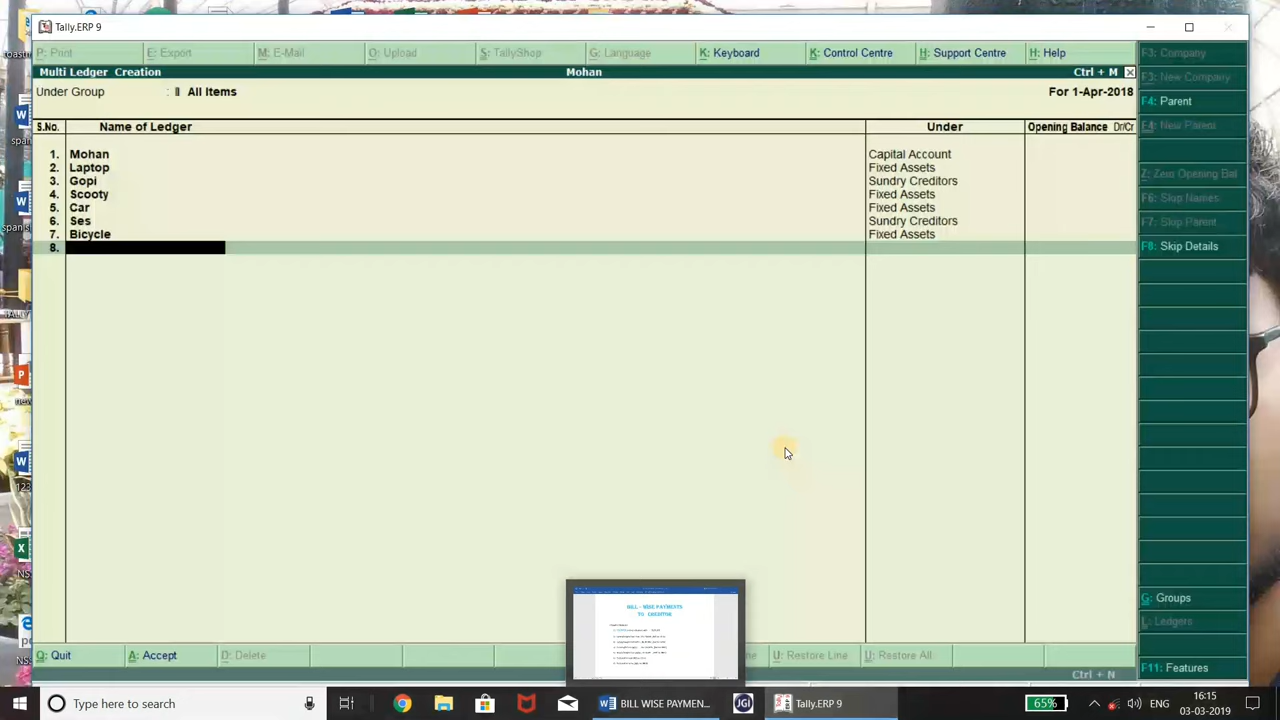 Tally.ERP 9
P: Print E: Export M: E-Mail O: Upload S: TallyShop G: Language K: Keyboard K: Control Centre H: Support Centre H: Help
Multi Ledger Creation Mohan Ctrl + M
Under Group : All Items For 1-Apr-2018
S.No. Name of Ledger Under Opening Balance Dr/Cr
1. Mohan Capital Account
2. Laptop Fixed Assets
3. Gopi Sundry Creditors
4. Scooty Fixed Assets
5. Car Fixed Assets
6. Ses Sundry Creditors
7. Bicycle Fixed Assets
8.
F3: Company
F3: New Company
F4: Parent
F4: New Parent
Z: Zero Opening Bal
F6: Skip Names
F7: Skip Parent
F8: Skip Details
G: Groups
L: Ledgers
F11: Features
BILL - WISE PAYMENTS
TO CREDITOR
Q: Quit A: Accept D: Delete U: Restore Line U: Restore All
Ctrl + N
Type here to search
BILL WISE PAYMEN...
JGI
Tally.ERP 9
65%
ENG
16:15
03-03-2019